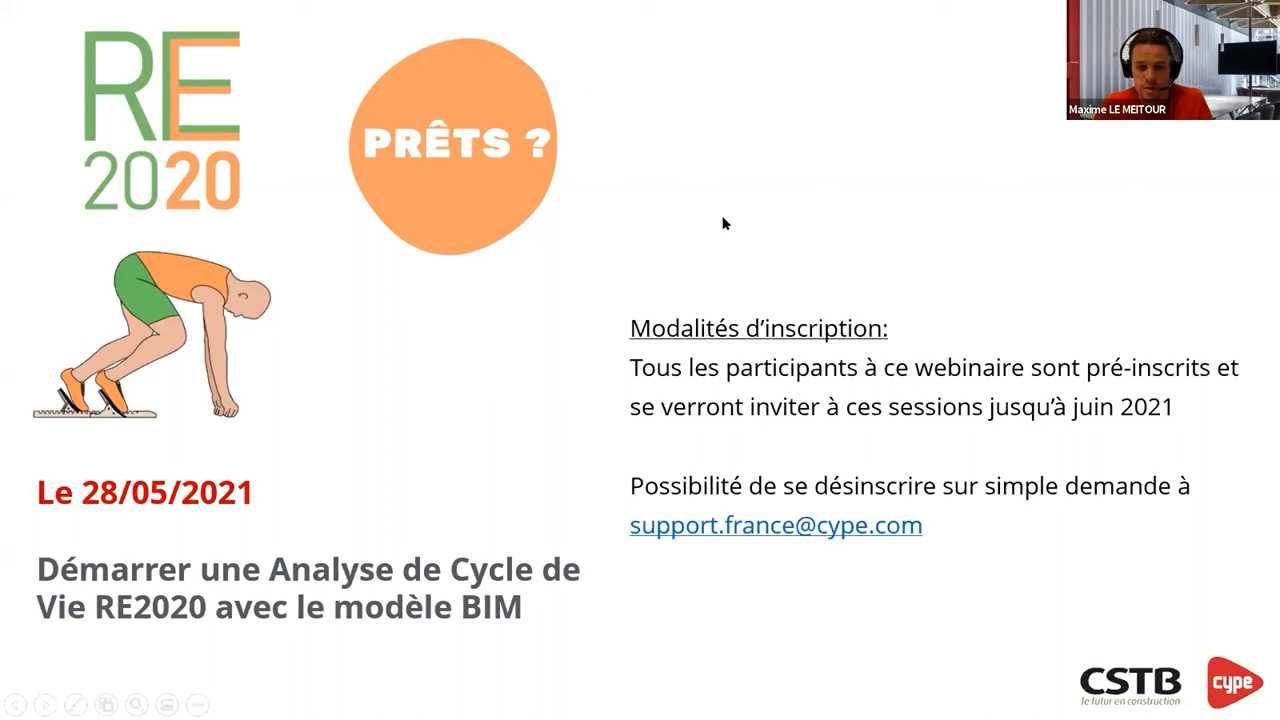 RE
2020
PRÊTS ?
Maxime LE MEITOUR
Modalités d’inscription:
Tous les participants à ce webinaire sont pré-inscrits et
se verront inviter à ces sessions jusqu’à juin 2021
Possibilité de se désinscrire sur simple demande à
support.france@cype.com
Le 28/05/2021
Démarrer une Analyse de Cycle de
Vie RE2020 avec le modèle BIM
CSTB
le futur en construction
cype